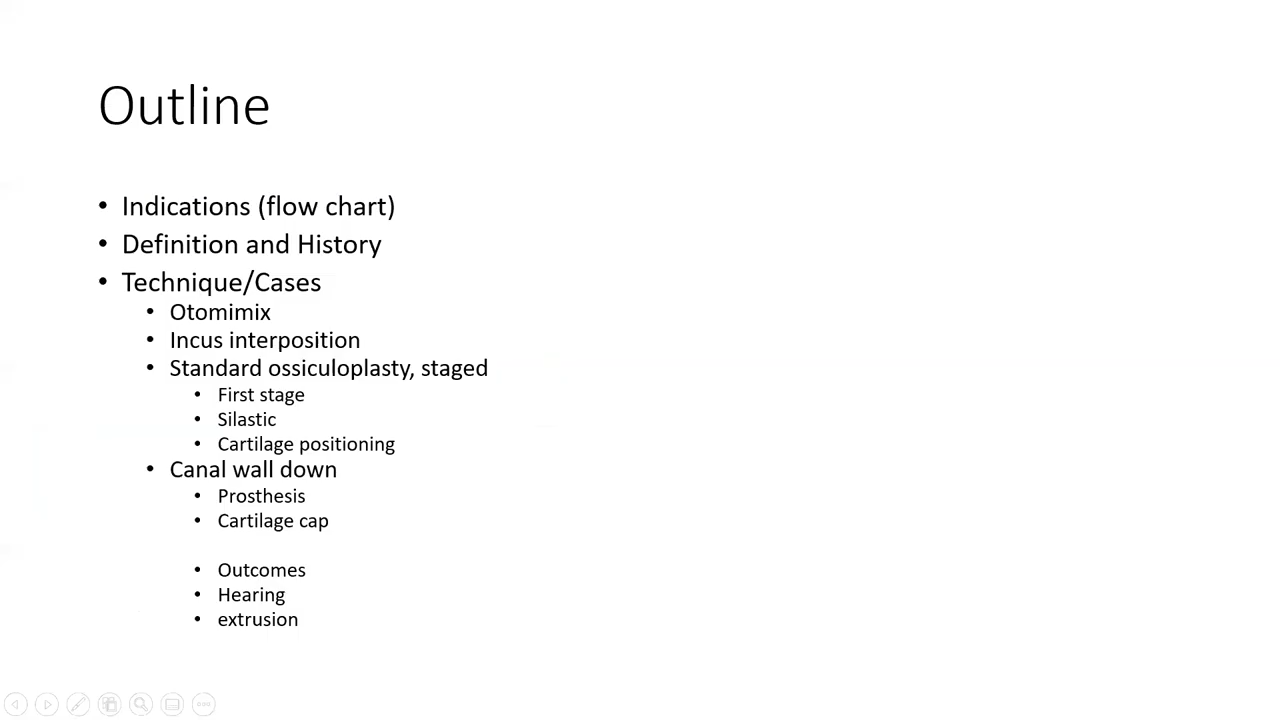 Outline
• Indications (flow chart)
• Definition and History
• Technique/Cases
• Otomimix
• Incus interposition
• Standard ossiculoplasty, staged
• First stage
• Silastic
• Cartilage positioning
• Canal wall down
• Prosthesis
• Cartilage cap
• Outcomes
• Hearing
• extrusion